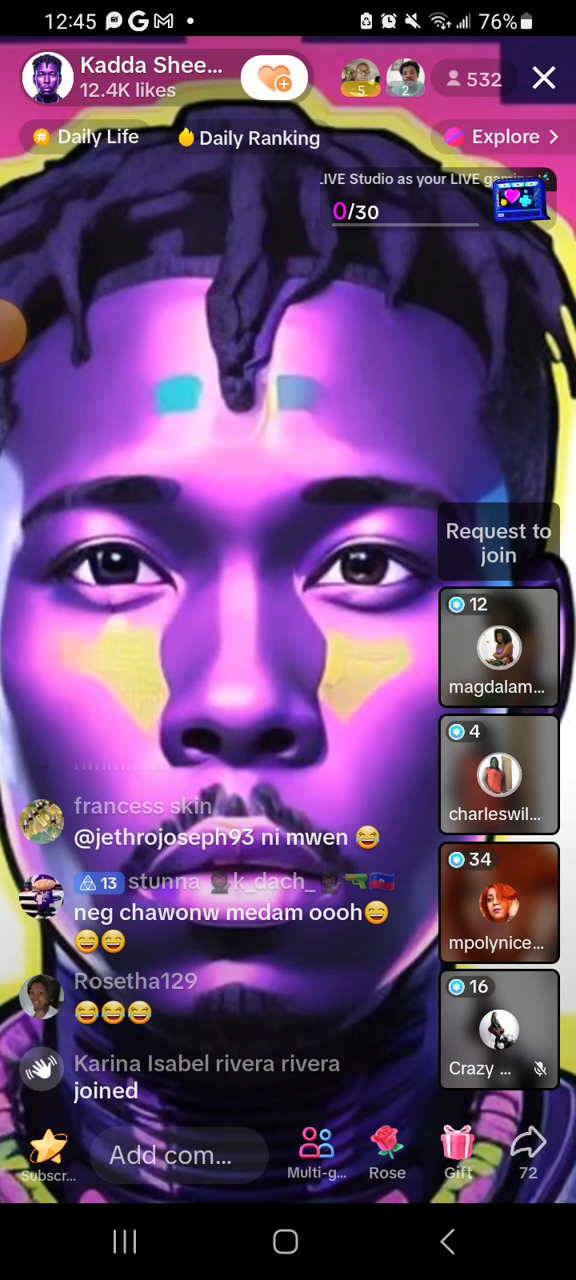 12:45
76%
Kadda Shee...
12.4K likes
5
2
532
Daily Life
Daily Ranking
Explore
LIVE Studio as your LIVE gaming
0/30
Request to
join
12
magdalam...
4
charleswil...
34
mpolynice...
16
Crazy ...
francess skin
@jethrojoseph93 ni mwen 😂
13 stunna 🥷🏿k_dach_🥷🏿🔫🇭🇹
neg chawonw medam oooh😄
😄😄
Rosetha129
😂😂😂
Karina Isabel rivera rivera
joined
Subscr...
Add com...
Multi-g...
Rose
Gift
72